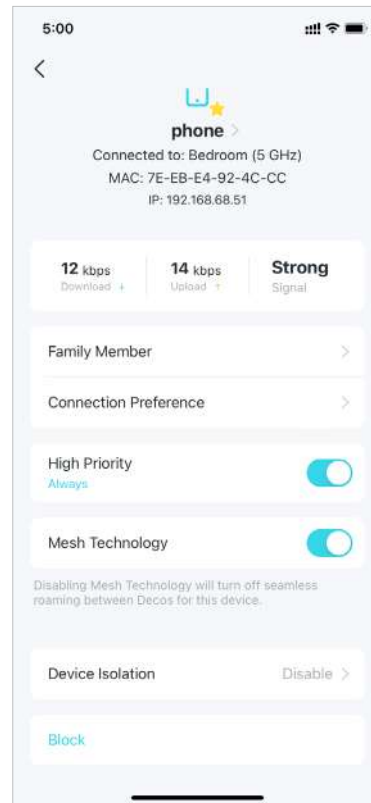 5:00
phone
Connected to: Bedroom (5 GHz)
MAC: 7E-EB-E4-92-4C-CC
IP: 192.168.68.51
12 kbps
Download ↓
14 kbps
Upload ↑
Strong
Signal
Family Member
Connection Preference
High Priority
Always
Mesh Technology
Disabling Mesh Technology will turn off seamless
roaming between Decos for this device.
Device Isolation
Disable
Block